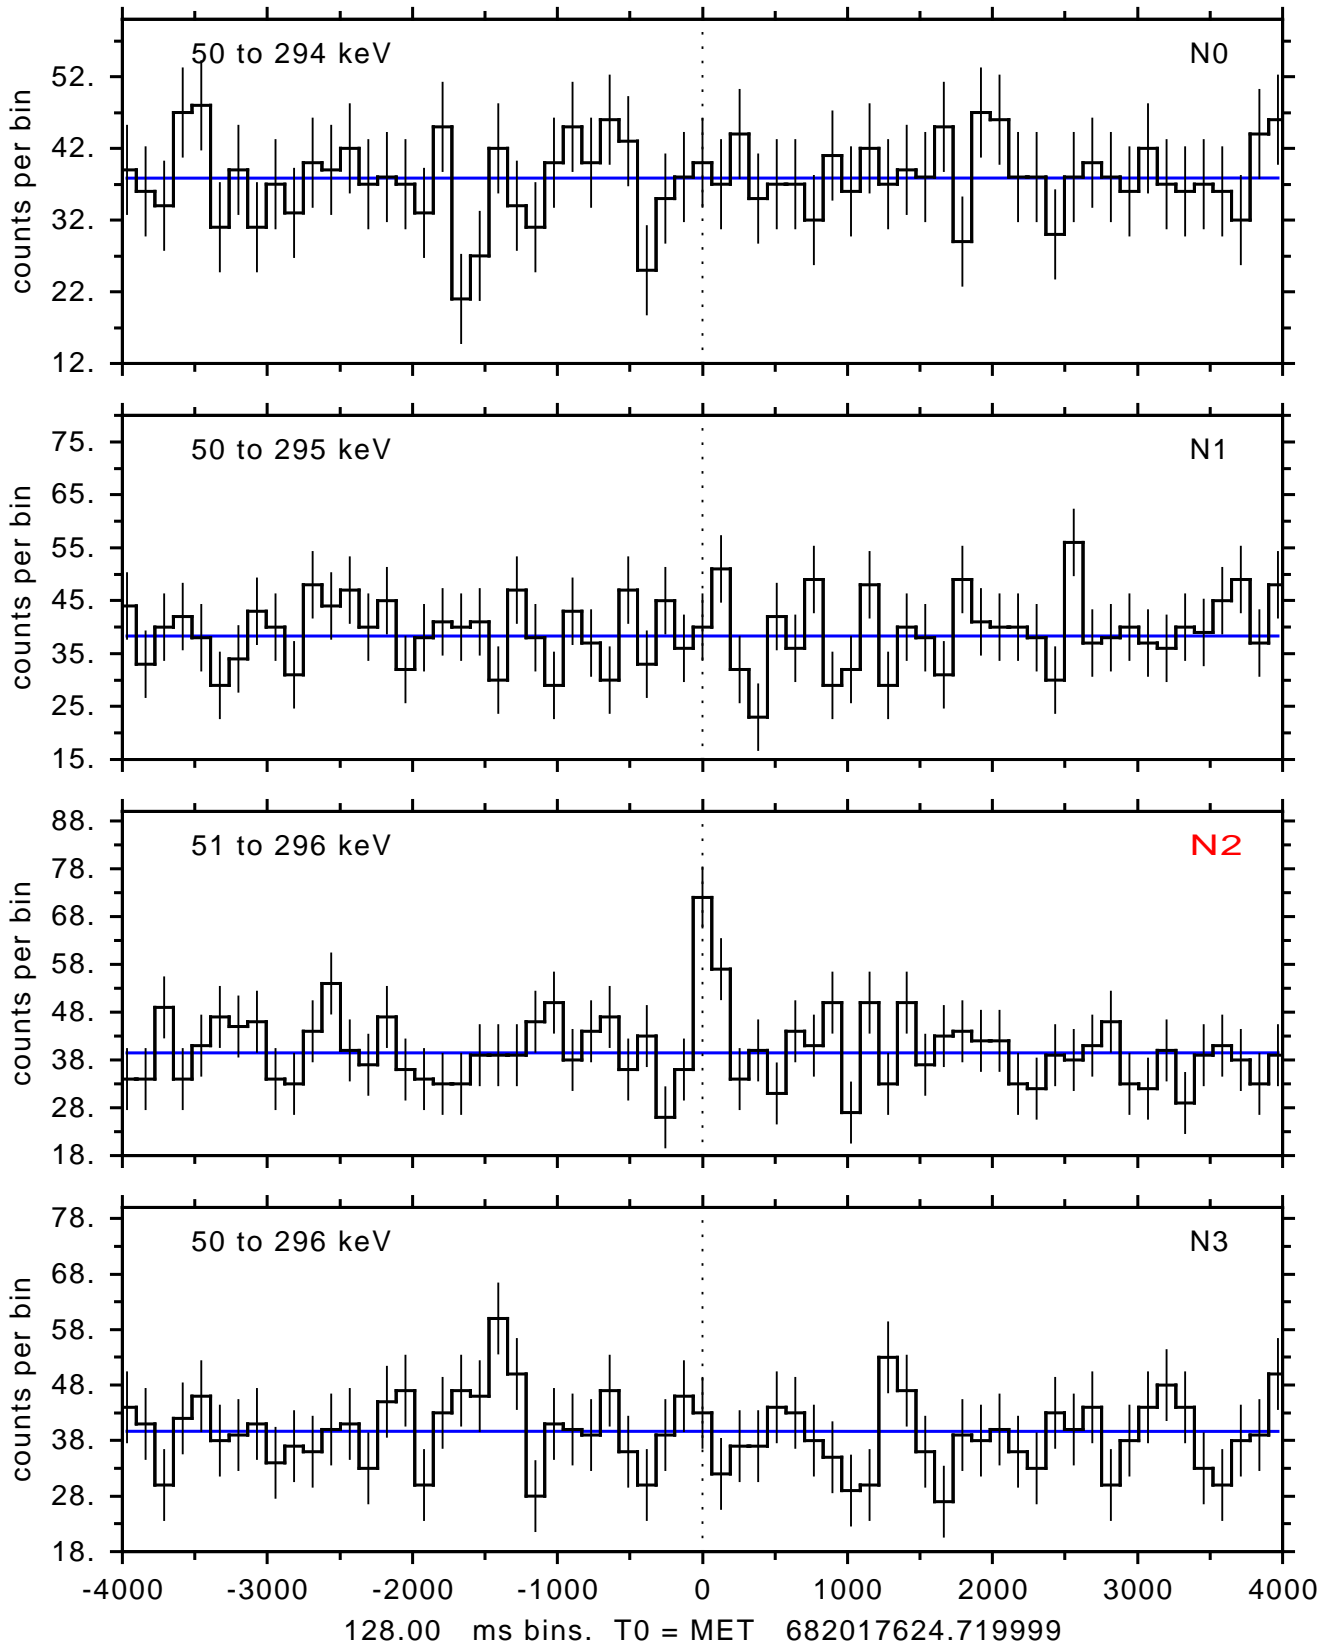 50 to 294 keV N0
52.
42.
32.
22.
12.
counts per bin
50 to 295 keV N1
75.
65.
55.
45.
35.
25.
15.
counts per bin
51 to 296 keV N2
88.
78.
68.
58.
48.
38.
28.
18.
counts per bin
50 to 296 keV N3
78.
68.
58.
48.
38.
28.
18.
counts per bin
-4000 -3000 -2000 -1000 0 1000 2000 3000 4000
128.00 ms bins. T0 = MET 682017624.719999